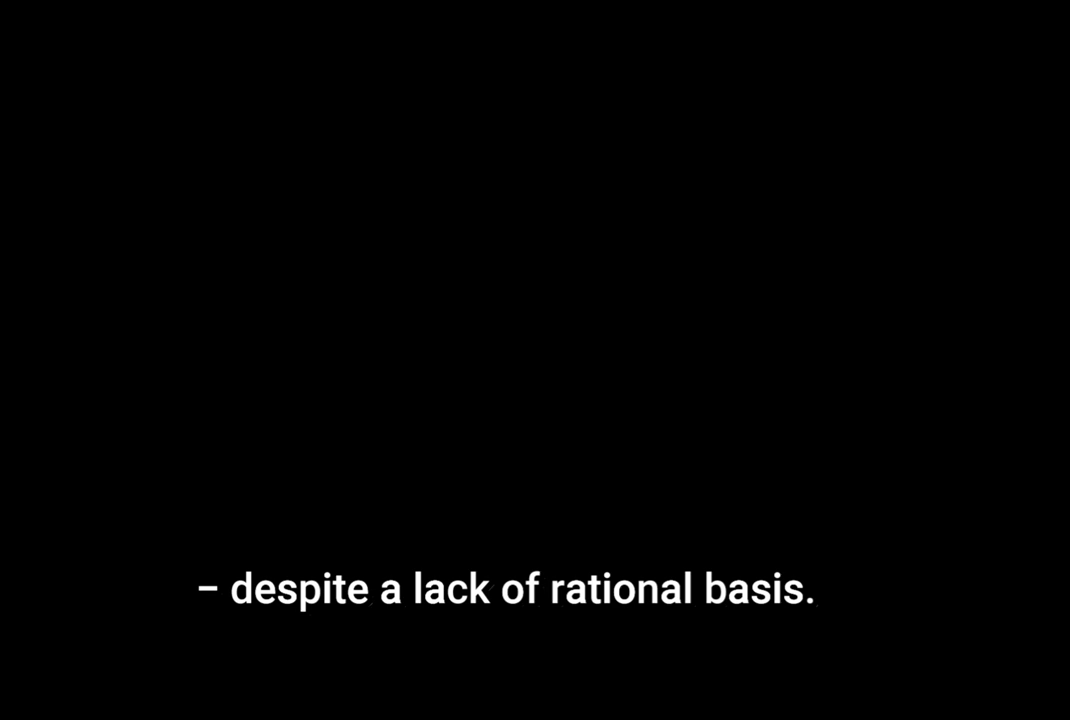 – despite a lack of rational basis.